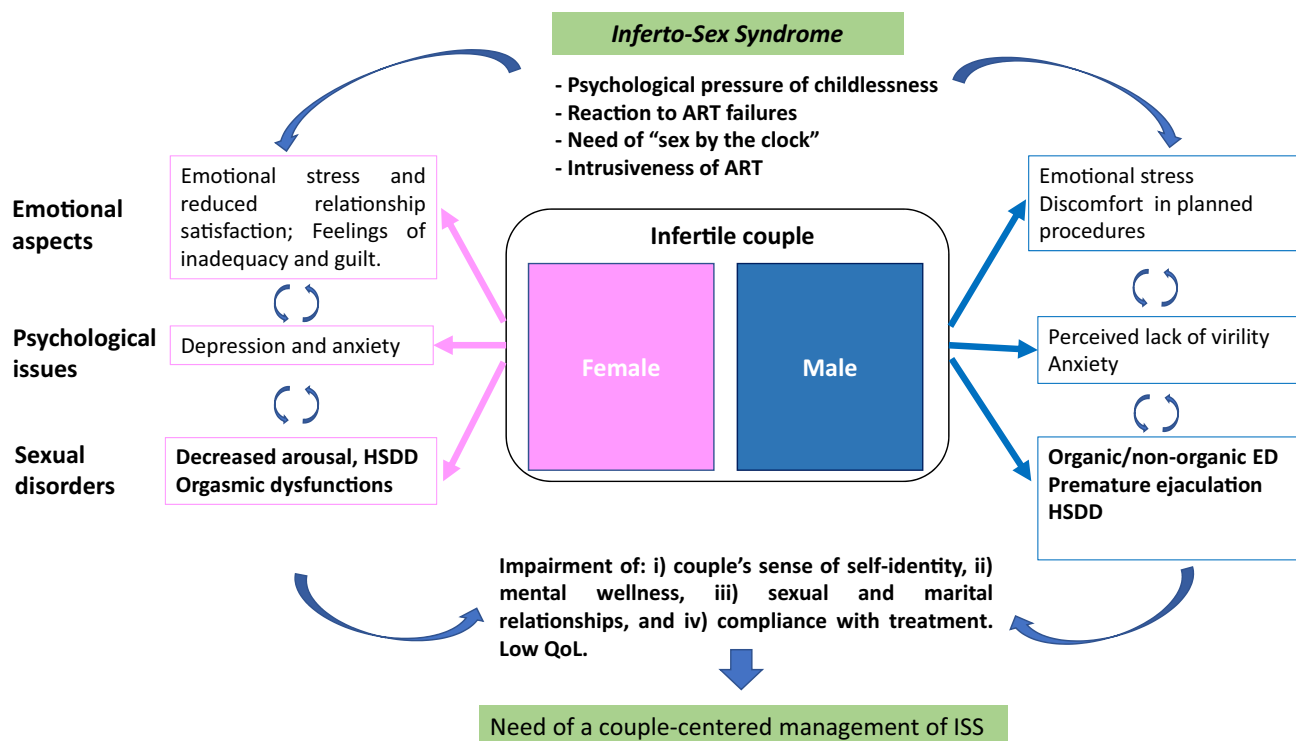 Inferto-Sex Syndrome
- Psychological pressure of childlessness
- Reaction to ART failures
- Need of “sex by the clock”
- Intrusiveness of ART
Emotional
aspects
Emotional stress and
reduced relationship
satisfaction; Feelings of
inadequacy and guilt.
Emotional stress
Discomfort in planned
procedures
Infertile couple
Female
Male
Psychological
issues
Depression and anxiety
Perceived lack of virility
Anxiety
Sexual
disorders
Decreased arousal, HSDD
Orgasmic dysfunctions
Organic/non-organic ED
Premature ejaculation
HSDD
Impairment of: i) couple’s sense of self-identity, ii)
mental wellness, iii) sexual and marital
relationships, and iv) compliance with treatment.
Low QoL.
Need of a couple-centered management of ISS